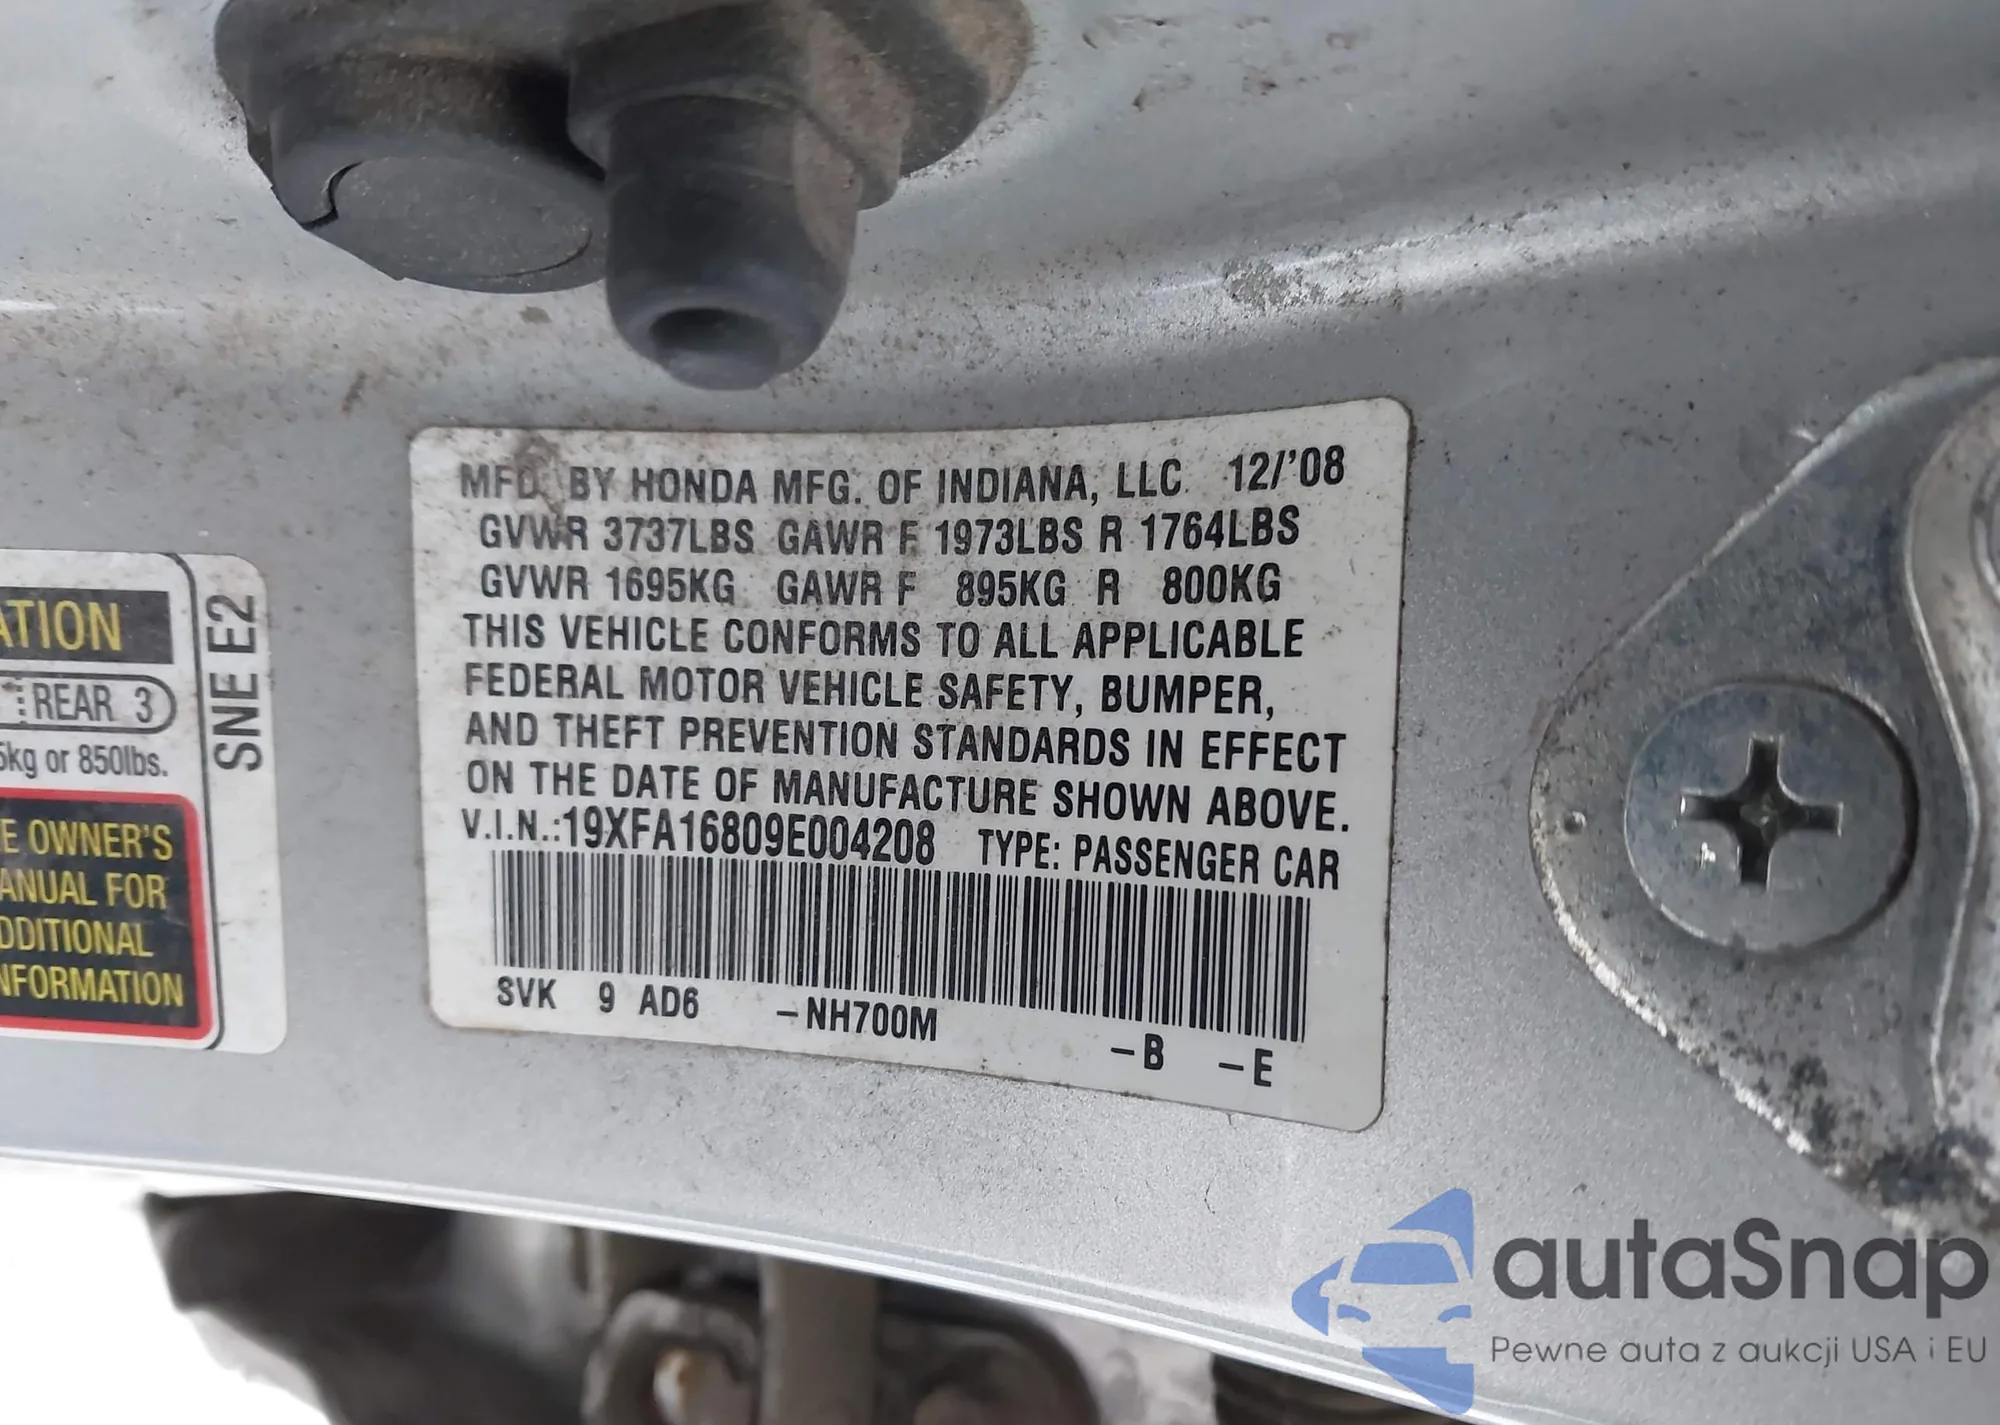 MFD. BY HONDA MFG. OF INDIANA, LLC 12/'08
GVWR 3737LBS GAWR F 1973LBS R 1764LBS
GVWR 1695KG GAWR F 895KG R 800KG
THIS VEHICLE CONFORMS TO ALL APPLICABLE
FEDERAL MOTOR VEHICLE SAFETY, BUMPER,
AND THEFT PREVENTION STANDARDS IN EFFECT
ON THE DATE OF MANUFACTURE SHOWN ABOVE.
V.I.N.:19XFA16809E004208 TYPE: PASSENGER CAR
SVK 9 AD6 -NH700M -B -E
ATION
REAR 3
5kg or 850lbs.
E OWNER'S
ANUAL FOR
DDITIONAL
NFORMATION
SNE E2
autaSnap
Pewne auta z aukcji USA i EU